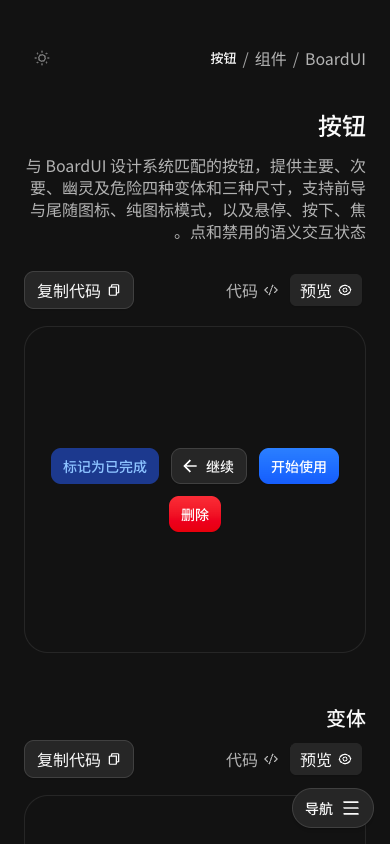 BoardUI / 组件 / 按钮
按钮
与 BoardUI 设计系统匹配的按钮，提供主要、次
要、幽灵及危险四种变体和三种尺寸，支持前导
与尾随图标、纯图标模式，以及悬停、按下、焦
点和禁用的语义交互状态。
预览
代码
复制代码
开始使用
继续
标记为已完成
删除
变体
预览
代码
复制代码
导航